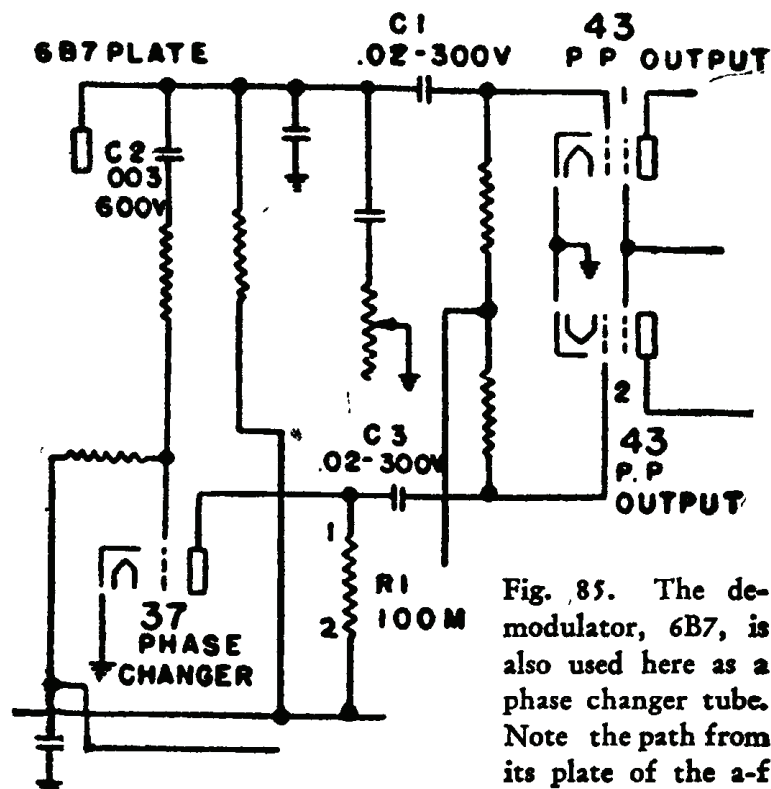 6B7 PLATE
C1
.02-300V
43
P P OUTPUT
1
C2
003
600V
2
C3
.02-300V
43
P.P
OUTPUT
1
2
R1
100M
37
PHASE
CHANGER
Fig. 85. The de-
modulator, 6B7, is
also used here as a
phase changer tube.
Note the path from
its plate of the a-f